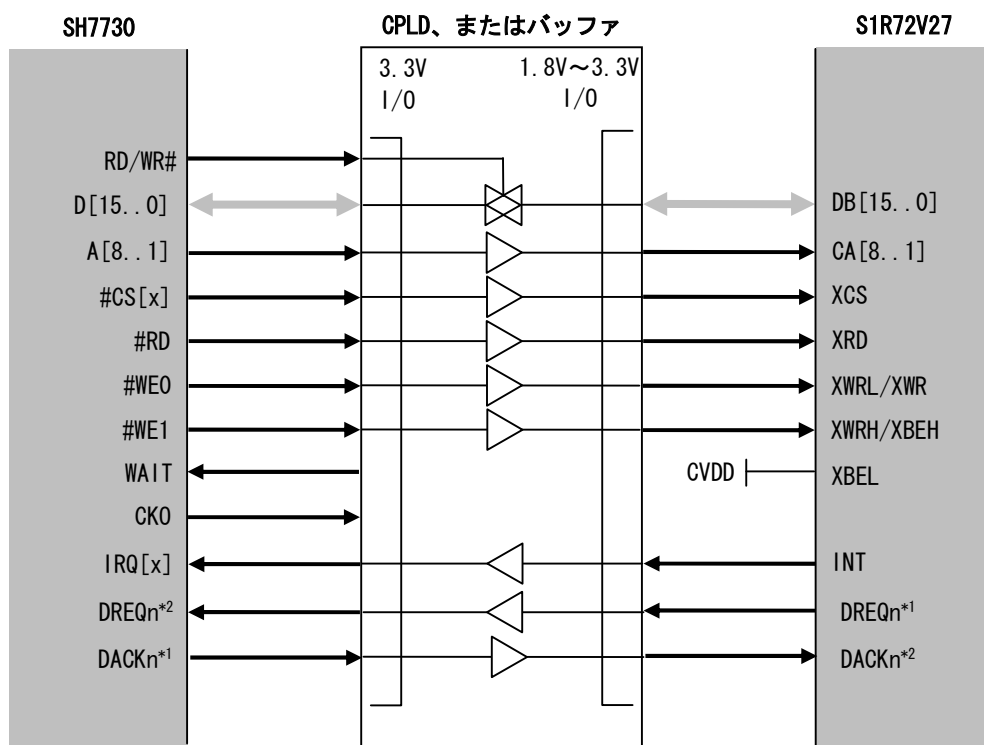 SH7730
CPLD、またはバッファ
S1R72V27
3.3V
I/O
1.8V～3.3V
I/O
RD/WR#
D[15..0]
DB[15..0]
A[8..1]
CA[8..1]
#CS[x]
XCS
#RD
XRD
#WE0
XWRL/XWR
#WE1
XWRH/XBEH
WAIT
CVDD
XBEL
CKO
IRQ[x]
INT
DREQn*2
DREQn*1
DACKn*1
DACKn*2